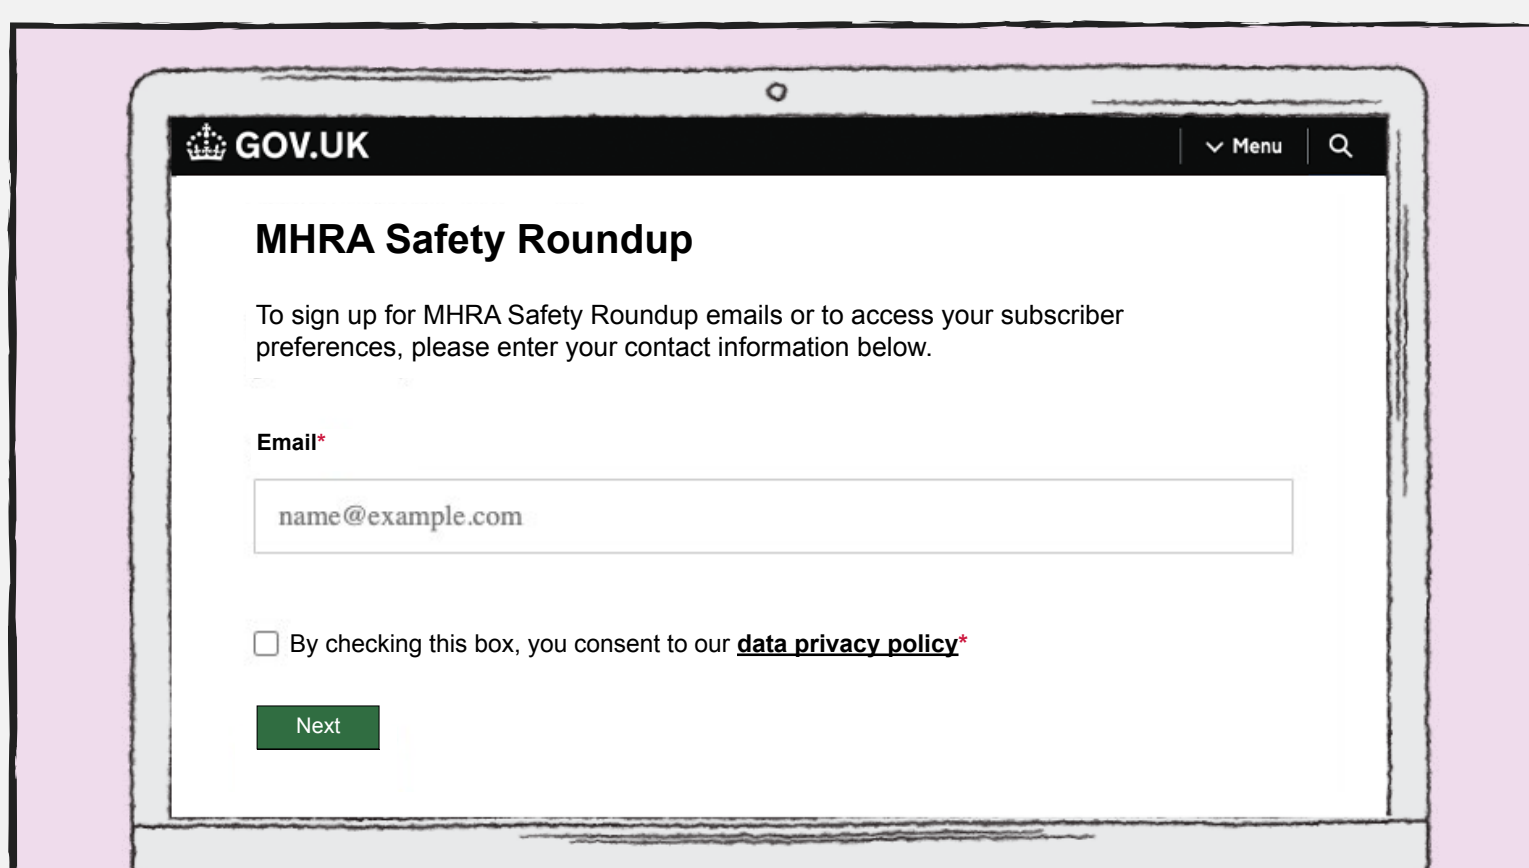 GOV.UK
Menu
MHRA Safety Roundup
To sign up for MHRA Safety Roundup emails or to access your subscriber
preferences, please enter your contact information below.
Email*
name@example.com
By checking this box, you consent to our data privacy policy*
Next